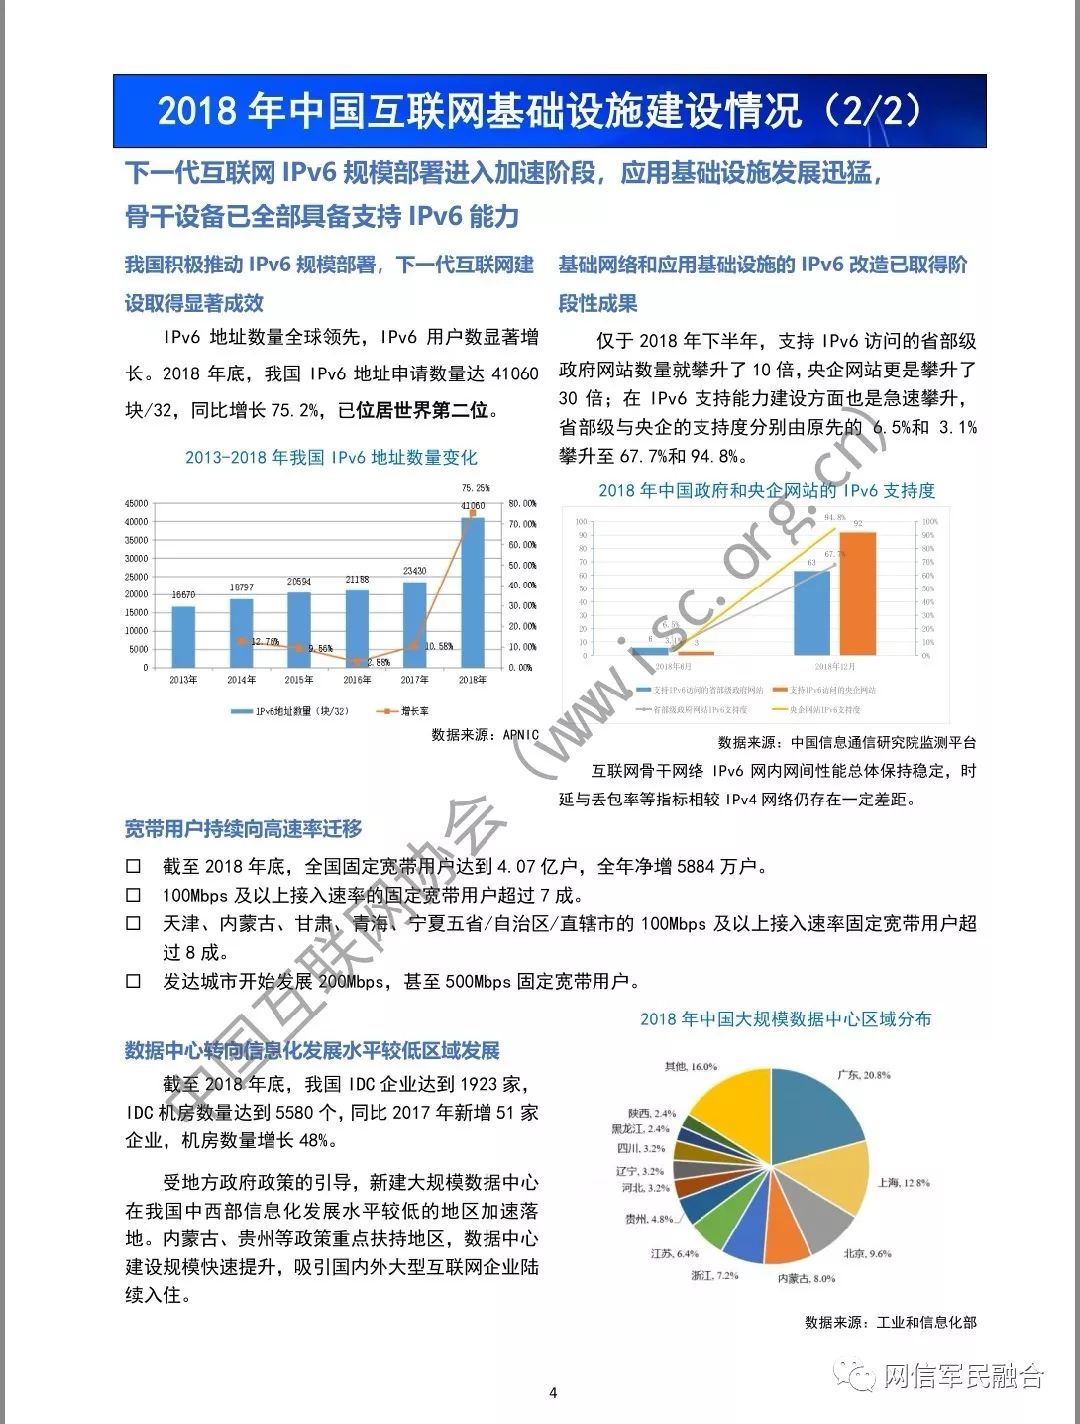 2018 年中国互联网基础设施建设情况（2/2）
下一代互联网 IPv6 规模部署进入加速阶段，应用基础设施发展迅猛，
骨干设备已全部具备支持 IPv6 能力
我国积极推动 IPv6 规模部署，下一代互联网建
设取得显著成效
IPv6 地址数量全球领先，IPv6 用户数显著增
长。2018 年底，我国 IPv6 地址申请数量达 41060
块/32，同比增长 75.2%，已位居世界第二位。
2013-2018 年我国 IPv6 地址数量变化
75.25%
45000
40000
35000
30000
25000
20000
15000
10000
5000
0
80.00%
70.00%
60.00%
50.00%
40.00%
30.00%
20.00%
10.00%
0.00%
16670
18797
20594
21188
23430
41060
12.76%
9.56%
2.88%
10.58%
2013年 2014年 2015年 2016年 2017年 2018年
IPv6地址数量（块/32） 增长率
数据来源：APNIC
基础网络和应用基础设施的 IPv6 改造已取得阶
段性成果
仅于 2018 年下半年，支持 IPv6 访问的省部级
政府网站数量就攀升了 10 倍，央企网站更是攀升了
30 倍；在 IPv6 支持能力建设方面也是急速攀升，
省部级与央企的支持度分别由原先的 6.5%和 3.1%
攀升至 67.7%和 94.8%。
2018 年中国政府和央企网站的 IPv6 支持度
100
90
80
70
60
50
40
30
20
10
0
100%
90%
80%
70%
60%
50%
40%
30%
20%
10%
0%
94.8%
92
67.7%
63
6.5%
6
3.1%
3
2018年6月 2018年12月
支持IPv6访问的省部级政府网站 支持IPv6访问的央企网站
省部级政府网站IPv6支持度 央企网站IPv6支持度
数据来源：中国信息通信研究院监测平台
互联网骨干网络 IPv6 网内网间性能总体保持稳定，时
延与丢包率等指标相较 IPv4 网络仍存在一定差距。
宽带用户持续向高速率迁移
□ 截至 2018 年底，全国固定宽带用户达到 4.07 亿户，全年净增 5884 万户。
□ 100Mbps 及以上接入速率的固定宽带用户超过 7 成。
□ 天津、内蒙古、甘肃、青海、宁夏五省/自治区/直辖市的 100Mbps 及以上接入速率固定宽带用户超
过 8 成。
□ 发达城市开始发展 200Mbps，甚至 500Mbps 固定宽带用户。
数据中心转向信息化发展水平较低区域发展
截至 2018 年底，我国 IDC 企业达到 1923 家，
IDC 机房数量达到 5580 个，同比 2017 年新增 51 家
企业，机房数量增长 48%。
受地方政府政策的引导，新建大规模数据中心
在我国中西部信息化发展水平较低的地区加速落
地。内蒙古、贵州等政策重点扶持地区，数据中心
建设规模快速提升，吸引国内外大型互联网企业陆
续入住。
2018 年中国大规模数据中心区域分布
其他, 16.0%
广东, 20.8%
陕西, 2.4%
黑龙江, 2.4%
四川, 3.2%
辽宁, 3.2%
河北, 3.2%
贵州, 4.8%
江苏, 6.4%
浙江, 7.2%
内蒙古, 8.0%
北京, 9.6%
上海, 12.8%
数据来源：工业和信息化部
中国互联网协会（www.isc.org.cn）
网信军民融合
4